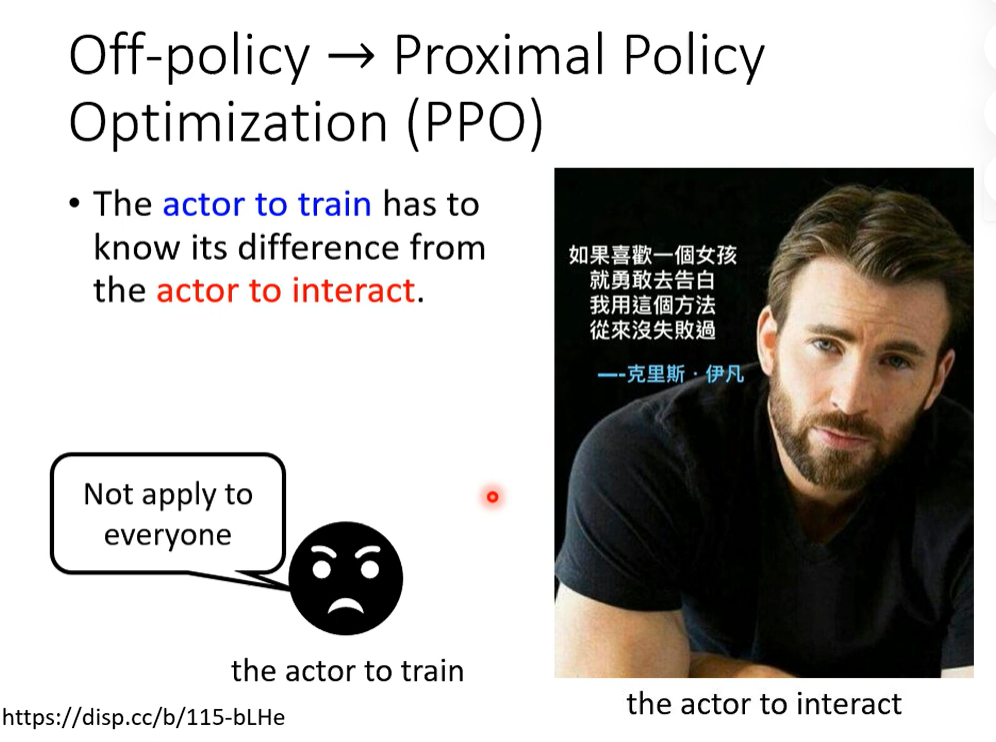 Off-policy → Proximal Policy
Optimization (PPO)
• The actor to train has to
know its difference from
the actor to interact.
如果喜歡一個女孩
就勇敢去告白
我用這個方法
從來沒失敗過
—-克里斯·伊凡
Not apply to
everyone
the actor to train
the actor to interact
https://disp.cc/b/115-bLHe